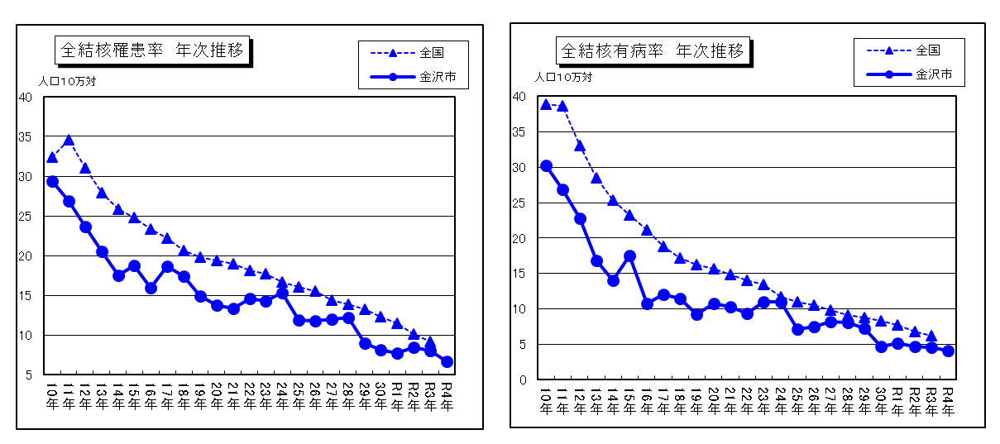 全結核罹患率　年次推移
全国
金沢市
人口10万対
40
35
30
25
20
15
10
5
10年 11年 12年 13年 14年 15年 16年 17年 18年 19年 20年 21年 22年 23年 24年 25年 26年 27年 28年 29年 30年 R1年 R2年 R3年 R4年
全結核有病率　年次推移
全国
金沢市
人口10万対
40
35
30
25
20
15
10
5
0
10年 11年 12年 13年 14年 15年 16年 17年 18年 19年 20年 21年 22年 23年 24年 25年 26年 27年 28年 29年 30年 R1年 R2年 R3年 R4年